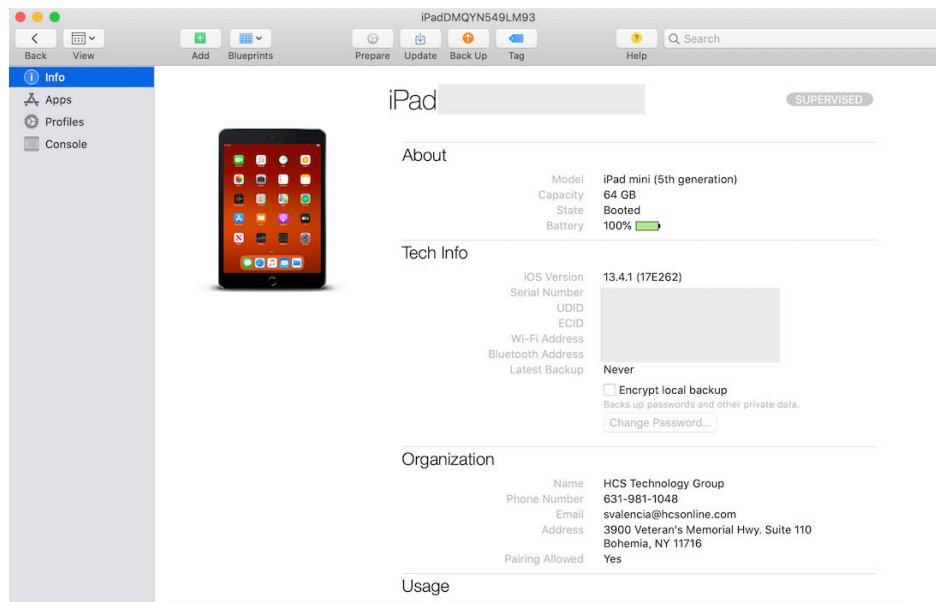 iPadDMQYN549LM93
Back View Add Blueprints Prepare Update Back Up Tag Help Search
Info
Apps
Profiles
Console
iPad SUPERVISED
About
Model iPad mini (5th generation)
Capacity 64 GB
State Booted
Battery 100%
Tech Info
iOS Version 13.4.1 (17E262)
Serial Number
UDID
ECID
Wi-Fi Address
Bluetooth Address
Latest Backup Never
Encrypt local backup
Backs up passwords and other private data.
Change Password...
Organization
Name HCS Technology Group
Phone Number 631-981-1048
Email svalencia@hcsonline.com
Address 3900 Veteran's Memorial Hwy. Suite 110
Bohemia, NY 11716
Pairing Allowed Yes
Usage